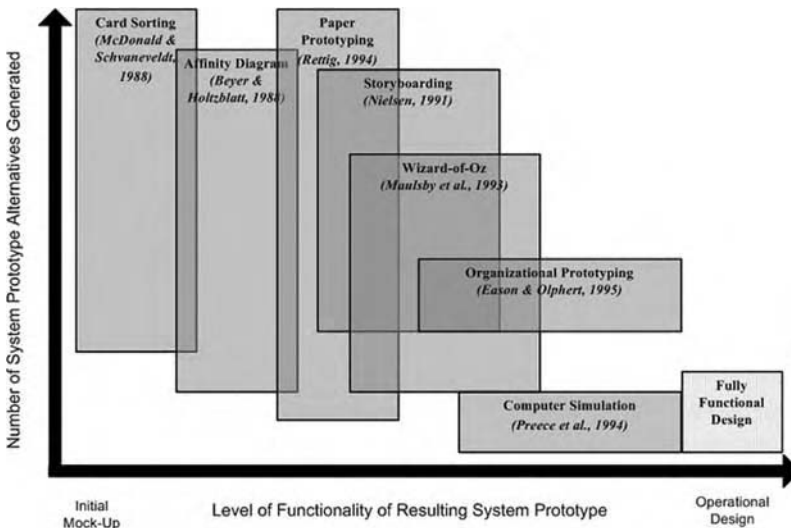 Number of System Prototype Alternatives Generated
Card Sorting
(McDonald &
Schvaneveldt,
1988)
Affinity Diagram
(Beyer &
Holtzblatt, 1988)
Paper
Prototyping
(Rettig, 1994)
Storyboarding
(Nielsen, 1991)
Wizard-of-Oz
(Maulsby et al., 1993)
Organizational Prototyping
(Eason & Olphert, 1995)
Computer Simulation
(Preece et al., 1994)
Fully
Functional
Design
Initial
Mock-Up
Level of Functionality of Resulting System Prototype
Operational
Design